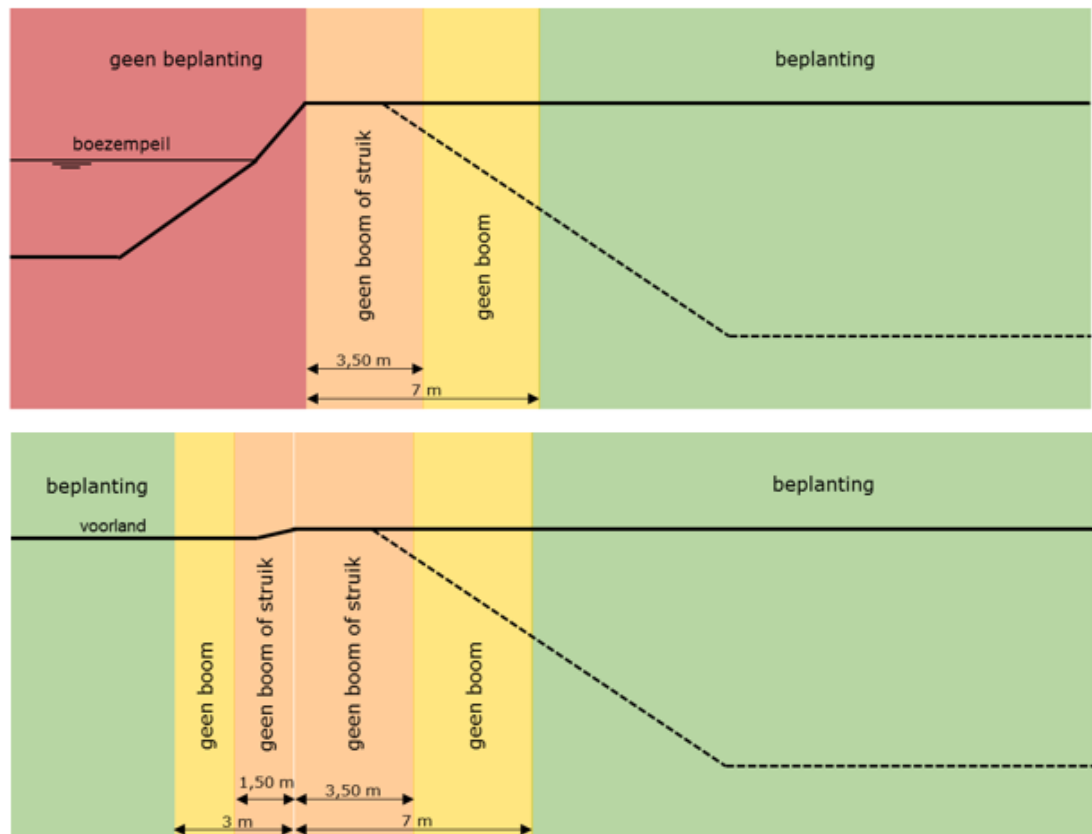 geen beplanting
beplanting
boezempeil
geen boom of struik
geen boom
3,50 m
7 m
beplanting
beplanting
voorland
geen boom
geen boom of struik
geen boom of struik
geen boom
1,50 m
3,50 m
3 m
7 m